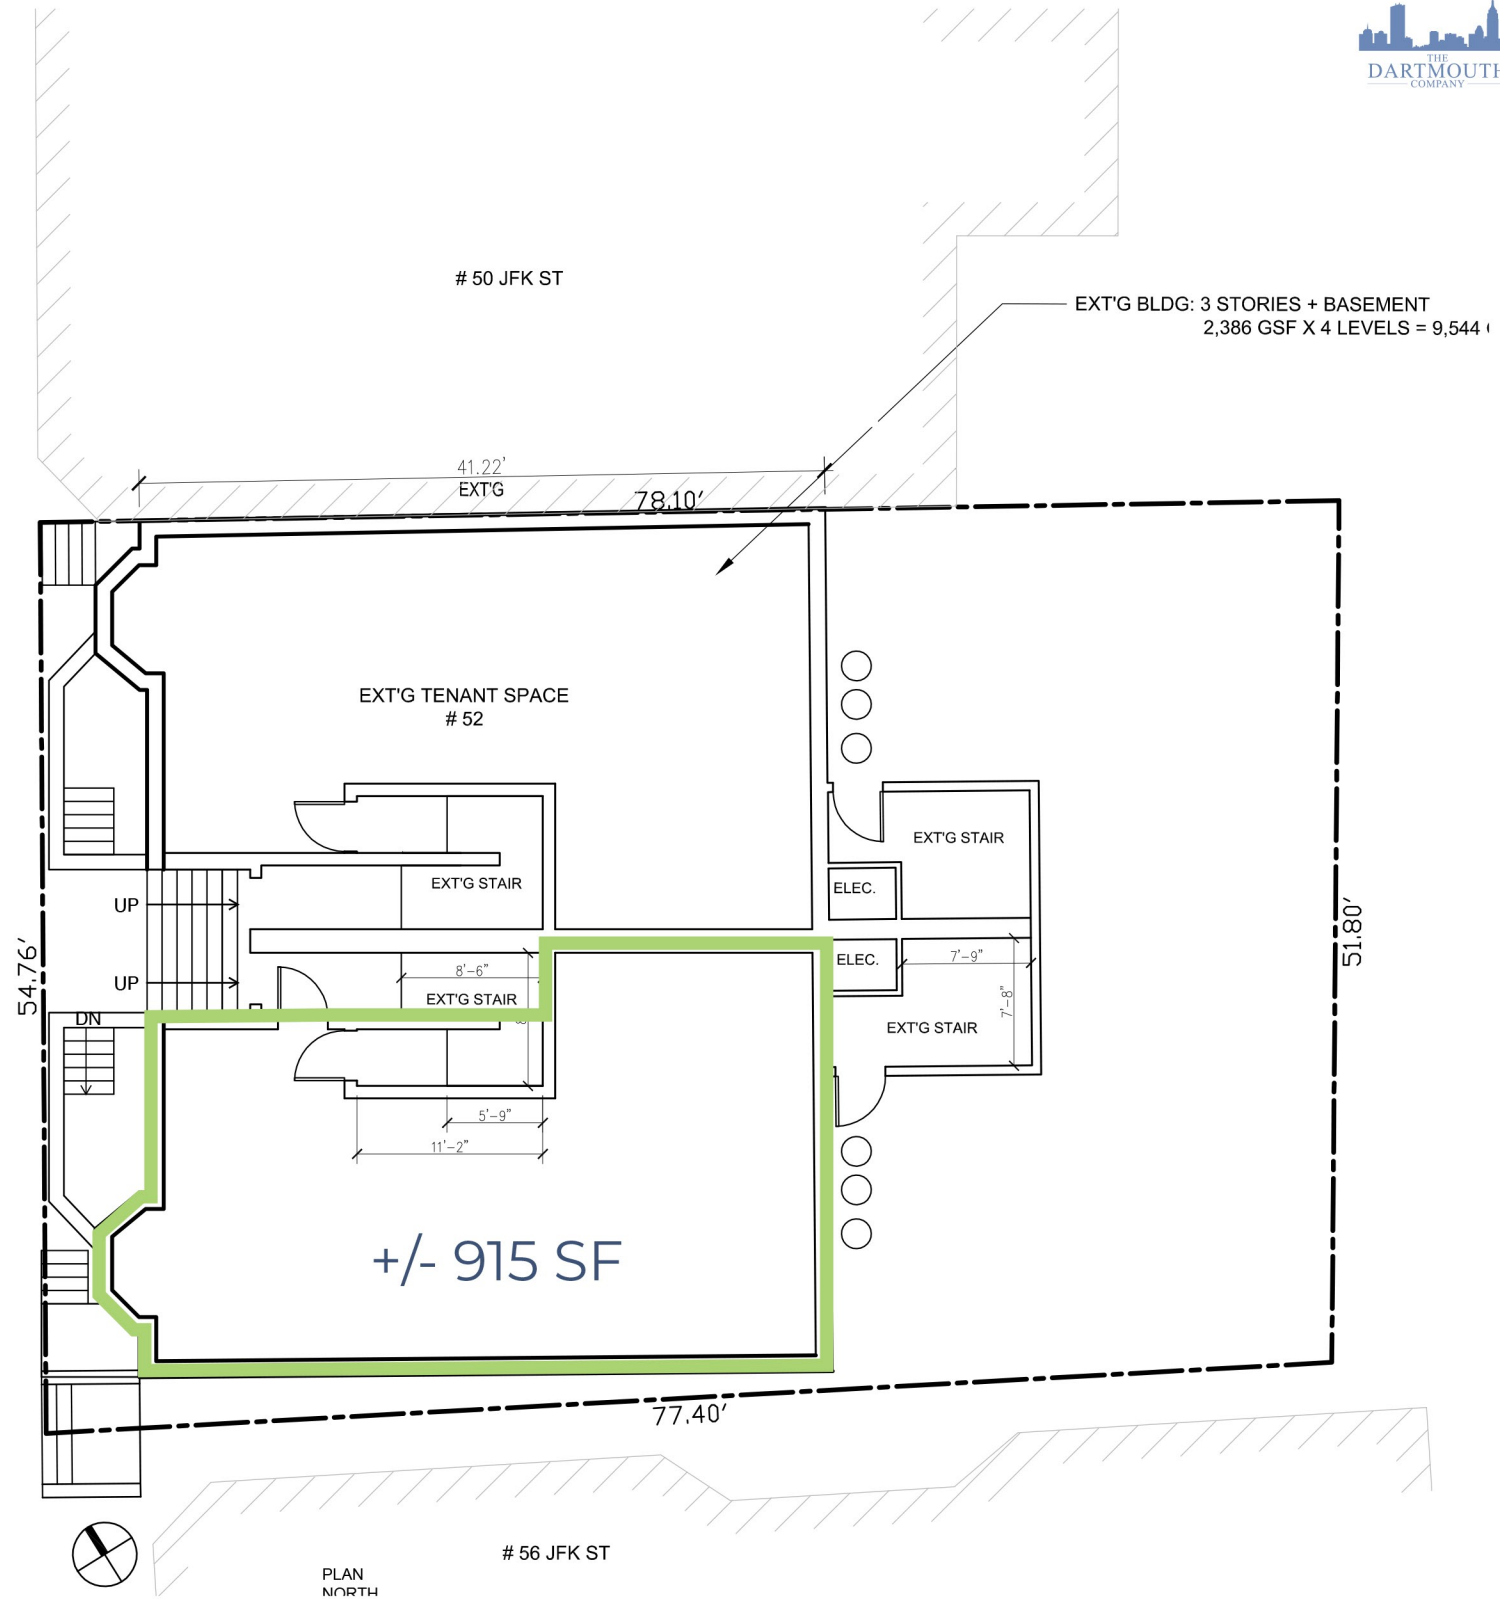 THE
DARTMOUTH
COMPANY
# 50 JFK ST
EXT'G BLDG: 3 STORIES + BASEMENT
2,386 GSF X 4 LEVELS = 9,544
41.22'
EXT'G
78.10'
EXT'G TENANT SPACE
# 52
EXT'G STAIR
EXT'G STAIR
ELEC.
UP
51.80'
54.76'
ELEC.
7'-9"
8'-6"
UP
EXT'G STAIR
7'-8"
DN
EXT'G STAIR
5'-9"
11'-2"
+/- 915 SF
77.40'
# 56 JFK ST
PLAN
NORTH